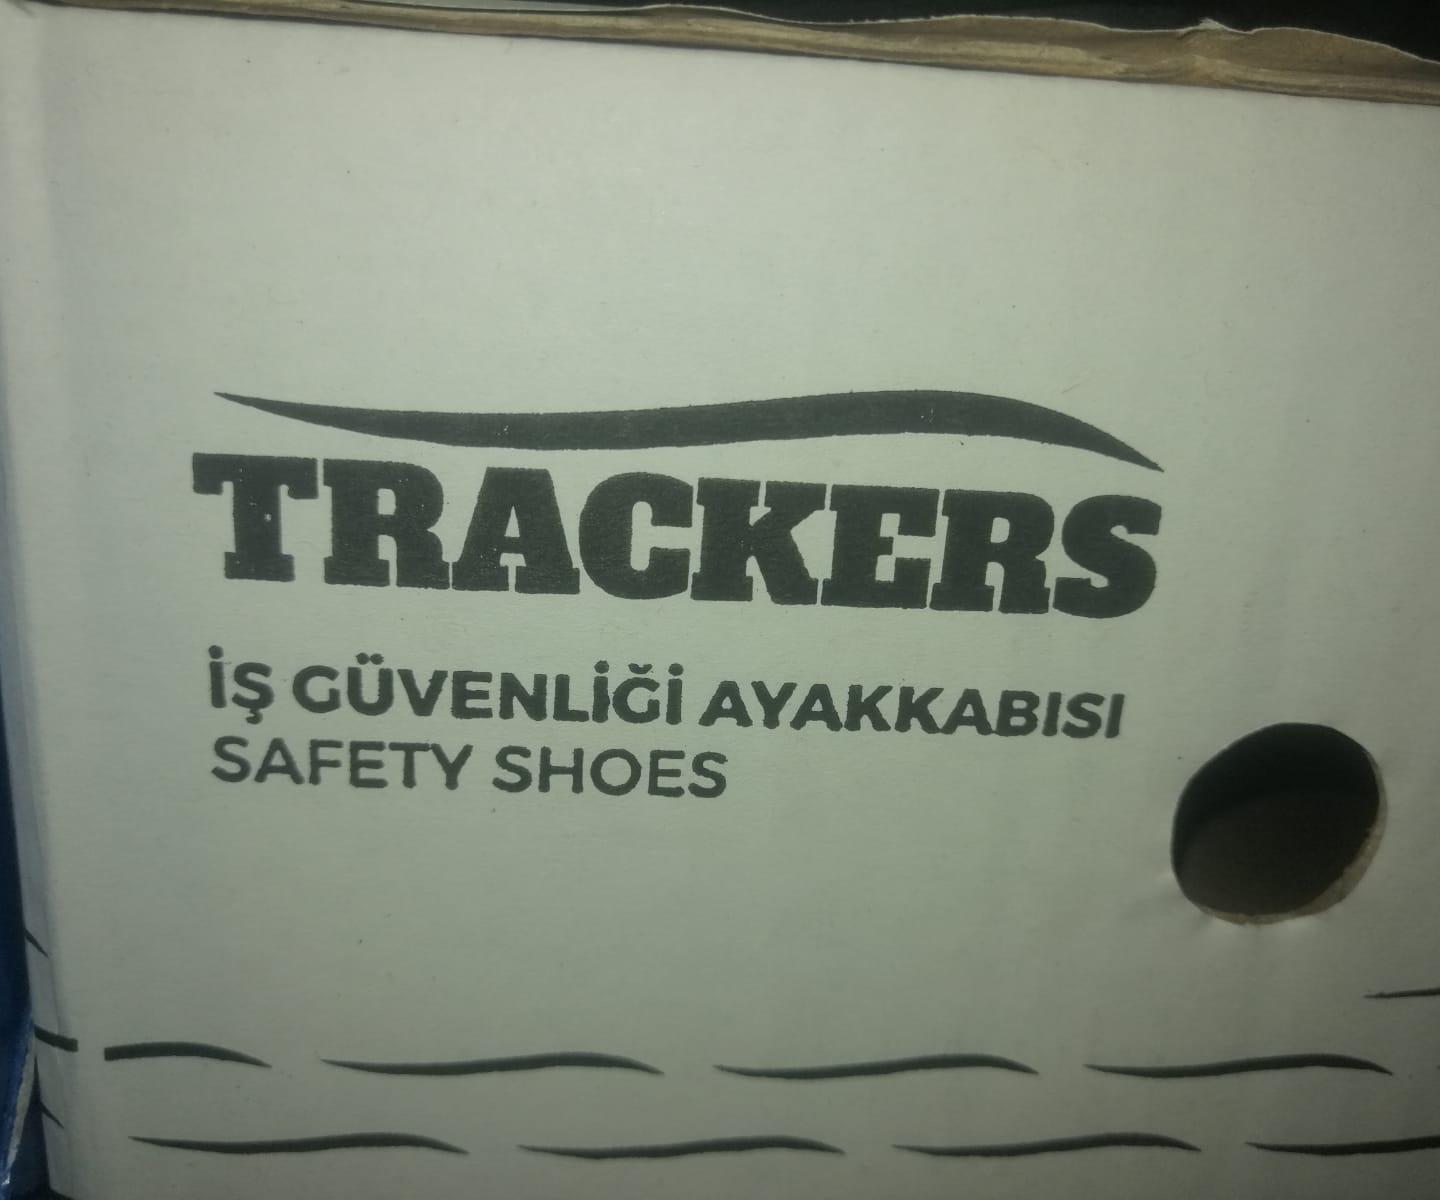 TRACKERS
İŞ GÜVENLİĞİ AYAKKABISI
SAFETY SHOES